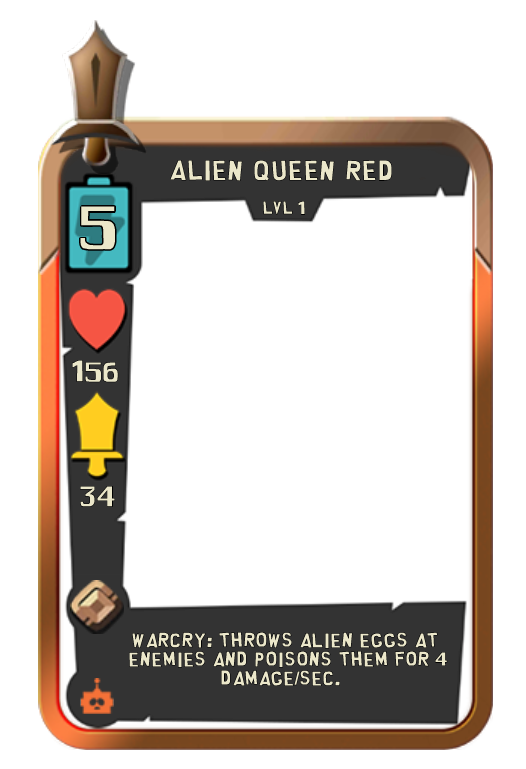 ALIEN QUEEN RED
LVL 1
5
156
34
WARCRY: THROWS ALIEN EGGS AT
ENEMIES AND POISONS THEM FOR 4
DAMAGE/SEC.